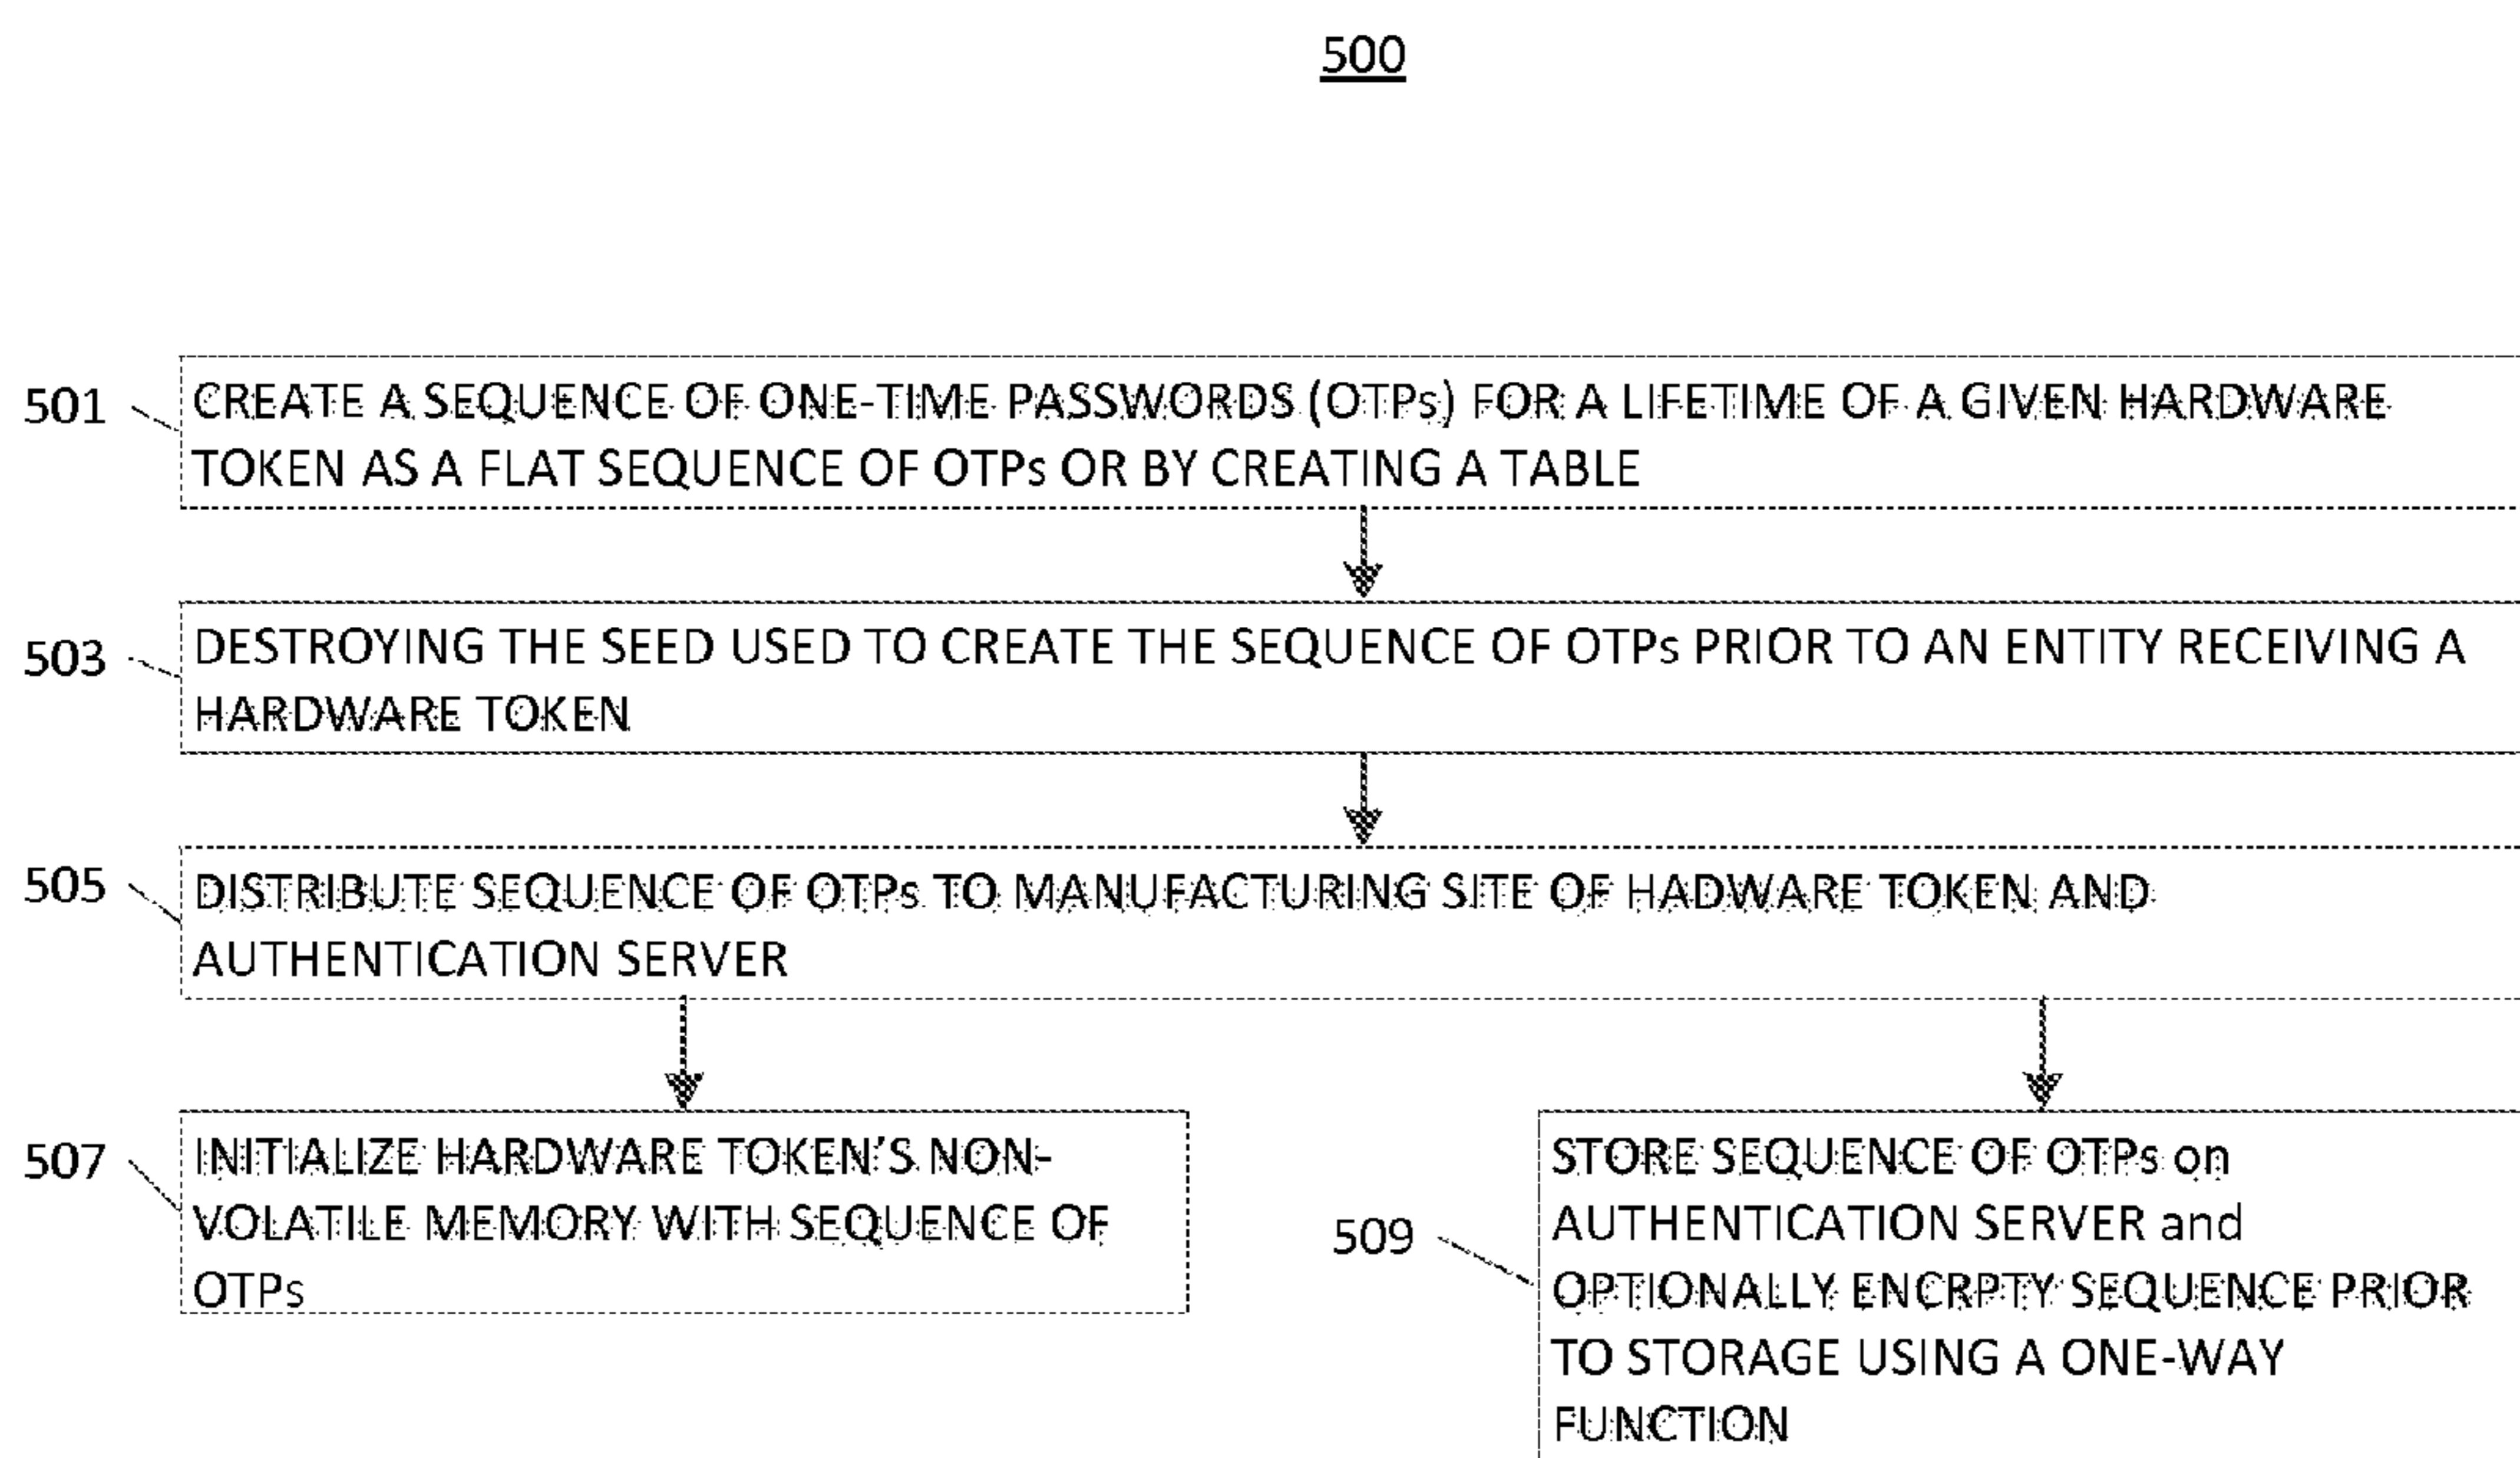 500
501
CREATE A SEQUENCE OF ONE-TIME PASSWORDS (OTPs) FOR A LIFETIME OF A GIVEN HARDWARE
TOKEN AS A FLAT SEQUENCE OF OTPs OR BY CREATING A TABLE
503
DESTROYING THE SEED USED TO CREATE THE SEQUENCE OF OTPs PRIOR TO AN ENTITY RECEIVING A
HARDWARE TOKEN
505
DISTRIBUTE SEQUENCE OF OTPs TO MANUFACTURING SITE OF HADWARE TOKEN AND
AUTHENTICATION SERVER
507
INITIALIZE HARDWARE TOKEN'S NON-
VOLATILE MEMORY WITH SEQUENCE OF
OTPs
509
STORE SEQUENCE OF OTPs on
AUTHENTICATION SERVER and
OPTIONALLY ENCRPTY SEQUENCE PRIOR
TO STORAGE USING A ONE-WAY
FUNCTION